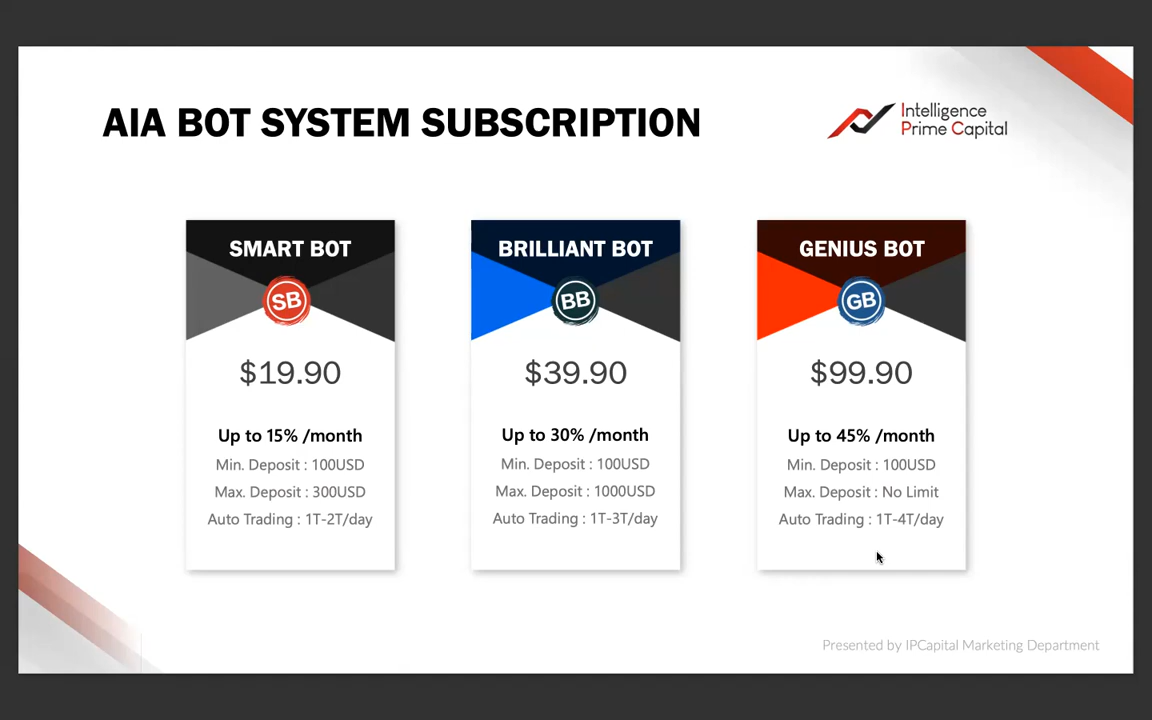 AIA BOT SYSTEM SUBSCRIPTION
Intelligence
Prime Capital
SMART BOT
SB
$19.90
Up to 15% /month
Min. Deposit : 100USD
Max. Deposit : 300USD
Auto Trading : 1T-2T/day
BRILLIANT BOT
BB
$39.90
Up to 30% /month
Min. Deposit : 100USD
Max. Deposit : 1000USD
Auto Trading : 1T-3T/day
GENIUS BOT
GB
$99.90
Up to 45% /month
Min. Deposit : 100USD
Max. Deposit : No Limit
Auto Trading : 1T-4T/day
Presented by IPCapital Marketing Department